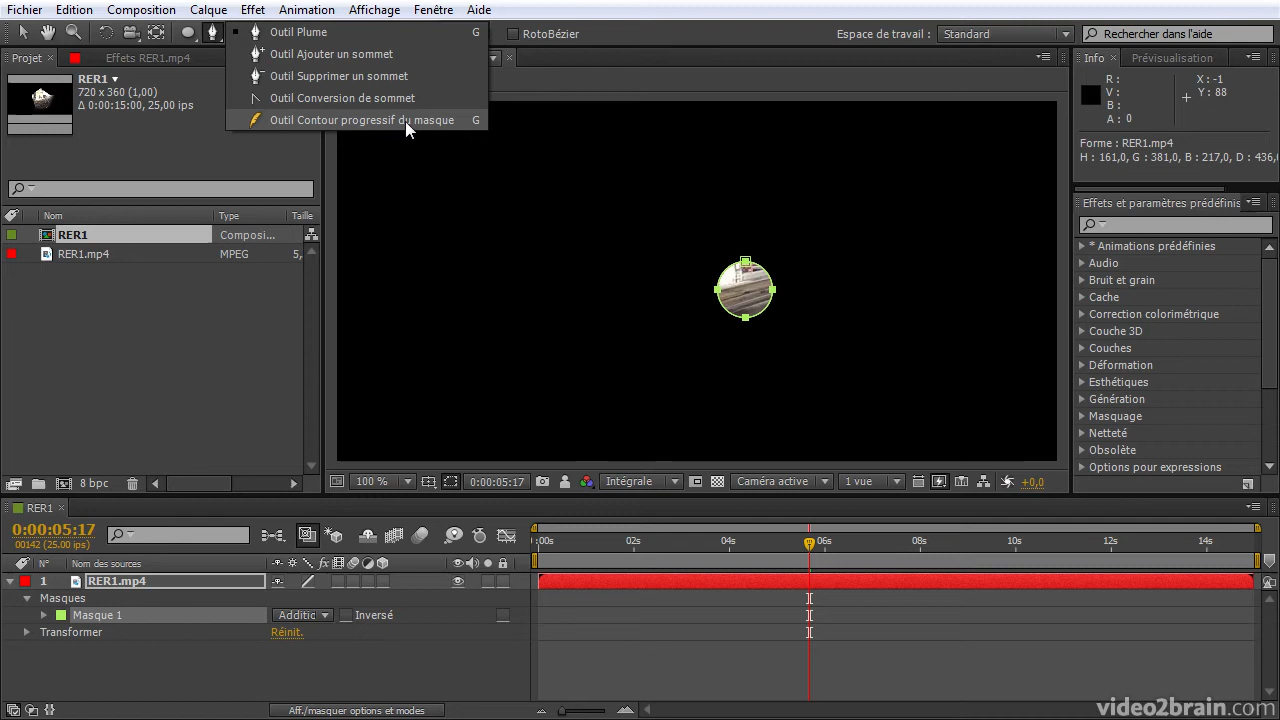 Fichier Edition Composition Calque Effet Animation Affichage Fenêtre Aide
RotoBézier Espace de travail : Standard Rechercher dans l'aide
Outil Plume G
Outil Ajouter un sommet
Outil Supprimer un sommet
Outil Conversion de sommet
Outil Contour progressif du masque G
Projet Effets RER1.mp4
RER1
720 x 360 (1,00)
Δ 0:00:15:00, 25,00 ips
Nom Type Taille
RER1 Composi...
RER1.mp4 MPEG 5,
8 bpc
100 % 0:00:05:17 Intégrale Caméra active 1 vue +0,0
Info Prévisualisation
R : X : -1
V : Y : 88
B :
A : 0
Forme : RER1.mp4
H : 161,0, G : 381,0, B : 217,0, D : 436,
Effets et paramètres prédéfinis
* Animations prédéfinies
Audio
Bruit et grain
Cache
Correction colorimétrique
Couche 3D
Couches
Déformation
Esthétiques
Génération
Masquage
Netteté
Obsolète
Options pour expressions
RER1
0:00:05:17
00142 (25.00 ips)
:00s 02s 04s 06s 08s 10s 12s 14s
N° Nom des sources
1 RER1.mp4
Masques
Masque 1 Additic Inversé
Transformer Réinit.
Aff./masquer options et modes
video2brain.com